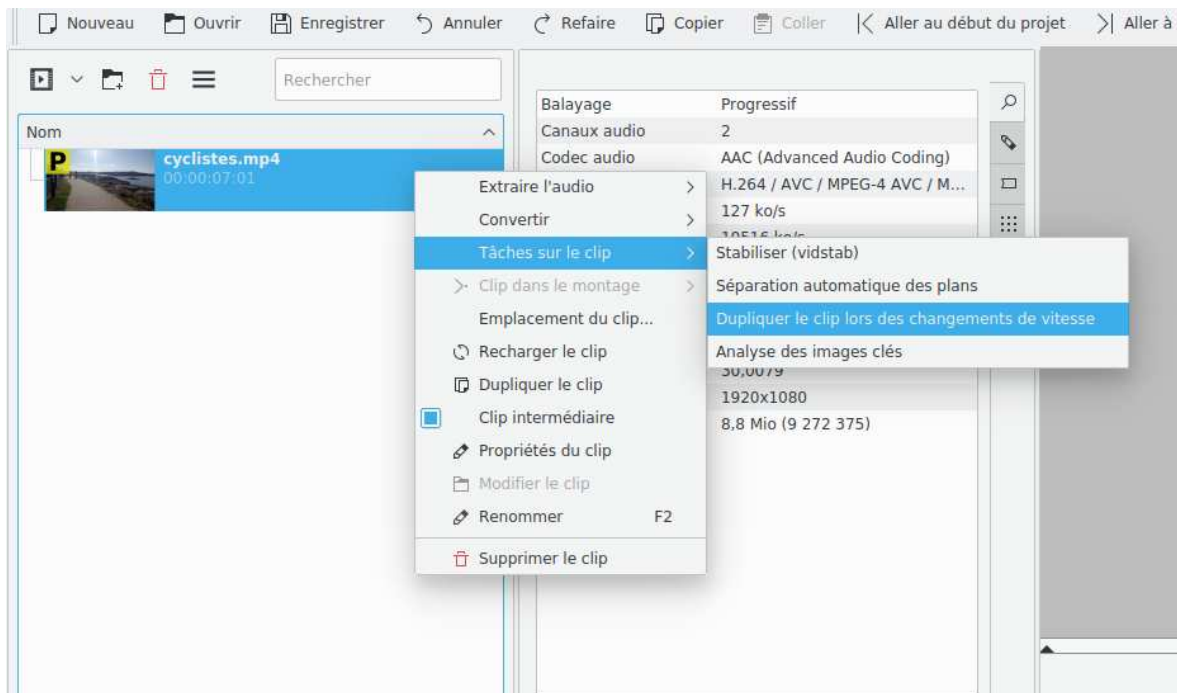 Nouveau Ouvrir Enregistrer Annuler Refaire Copier Coller Aller au début du projet Aller à
Rechercher
Nom
P
cyclistes.mp4
00:00:07:01
Balayage Progressif
Canaux audio 2
Codec audio AAC (Advanced Audio Coding)
H.264 / AVC / MPEG-4 AVC / M...
127 ko/s
10516 ko/s
30,0079
1920x1080
8,8 Mio (9 272 375)
Extraire l'audio
Convertir
Tâches sur le clip
Clip dans le montage
Emplacement du clip...
Recharger le clip
Dupliquer le clip
Clip intermédiaire
Propriétés du clip
Modifier le clip
Renommer F2
Supprimer le clip
Stabiliser (vidstab)
Séparation automatique des plans
Dupliquer le clip lors des changements de vitesse
Analyse des images clés